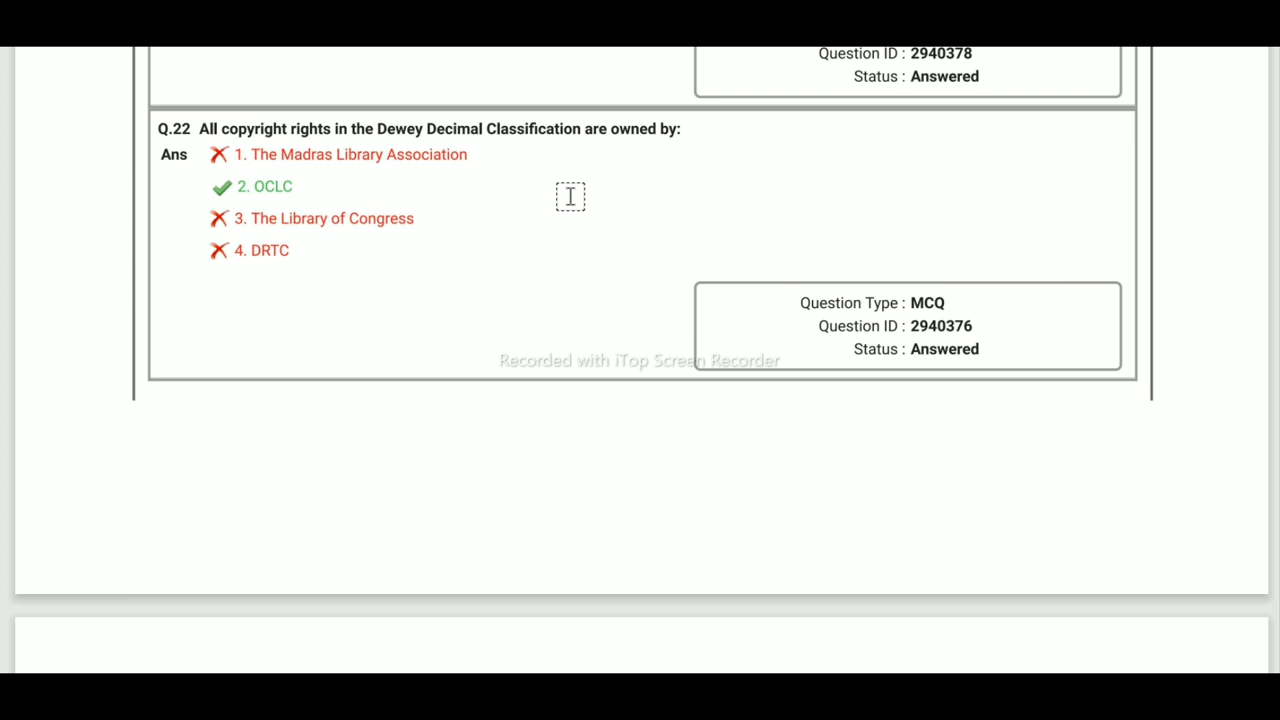 Question ID : 2940378
Status : Answered
Q.22 All copyright rights in the Dewey Decimal Classification are owned by:
Ans 1. The Madras Library Association
2. OCLC
3. The Library of Congress
4. DRTC
Question Type : MCQ
Question ID : 2940376
Status : Answered
Recorded with iTop Screen Recorder